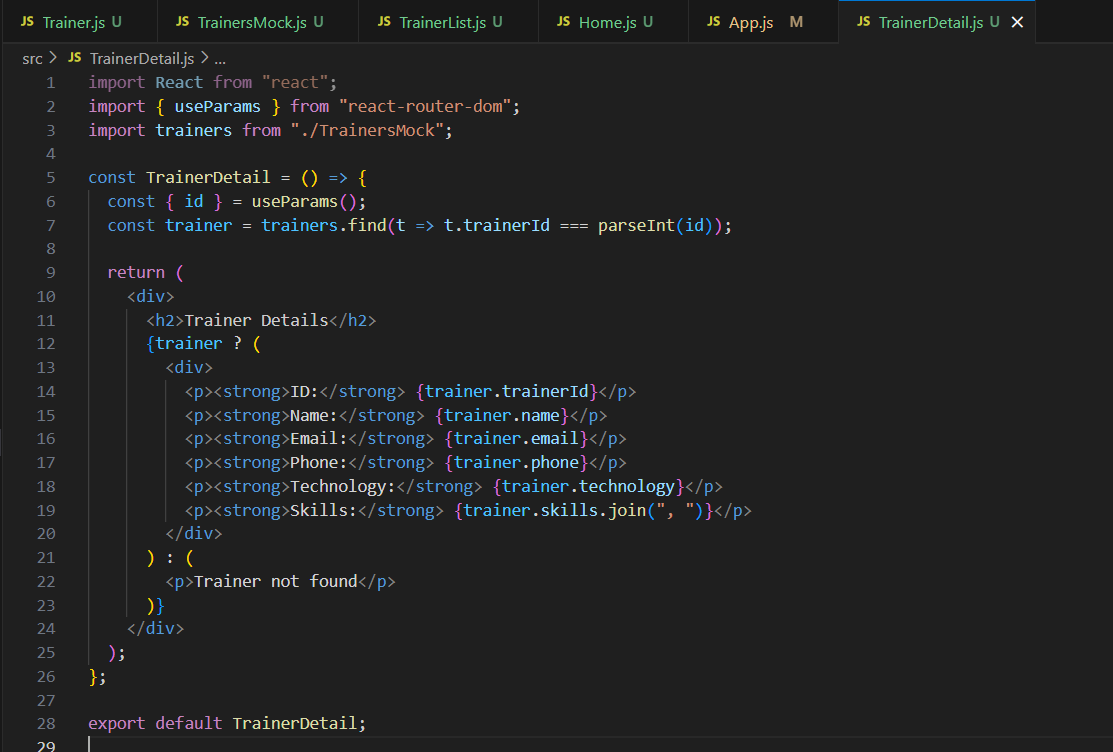 JS Trainer.js U JS TrainersMock.js U JS TrainerList.js U JS Home.js U JS App.js M JS TrainerDetail.js U ×
src > JS TrainerDetail.js > ...
1 import React from "react";
2 import { useParams } from "react-router-dom";
3 import trainers from "./TrainersMock";
4
5 const TrainerDetail = () => {
6   const { id } = useParams();
7   const trainer = trainers.find(t => t.trainerId === parseInt(id));
8
9   return (
10     <div>
11       <h2>Trainer Details</h2>
12       {trainer ? (
13         <div>
14           <p><strong>ID:</strong> {trainer.trainerId}</p>
15           <p><strong>Name:</strong> {trainer.name}</p>
16           <p><strong>Email:</strong> {trainer.email}</p>
17           <p><strong>Phone:</strong> {trainer.phone}</p>
18           <p><strong>Technology:</strong> {trainer.technology}</p>
19           <p><strong>Skills:</strong> {trainer.skills.join(", ")}</p>
20         </div>
21       ) : (
22         <p>Trainer not found</p>
23       )}
24     </div>
25   );
26 };
27
28 export default TrainerDetail;
29